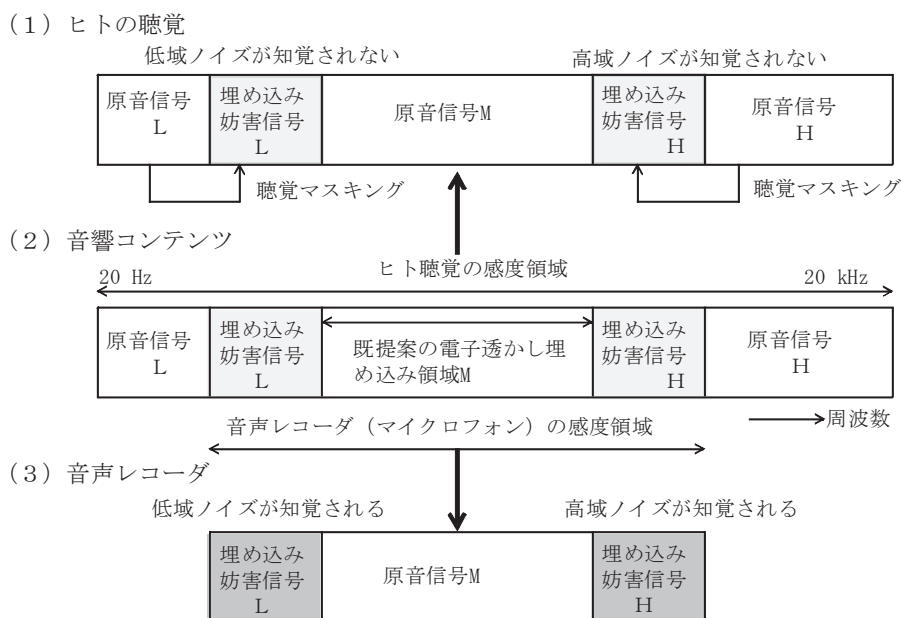 （1）ヒトの聴覚
低域ノイズが知覚されない
高域ノイズが知覚されない
原音信号
L
埋め込み
妨害信号
L
原音信号M
埋め込み
妨害信号
H
原音信号
H
聴覚マスキング
聴覚マスキング
（2）音響コンテンツ
ヒト聴覚の感度領域
20 Hz
20 kHz
原音信号
L
埋め込み
妨害信号
L
既提案の電子透かし埋
め込み領域M
埋め込み
妨害信号
H
原音信号
H
周波数
音声レコーダ（マイクロフォン）の感度領域
（3）音声レコーダ
低域ノイズが知覚される
高域ノイズが知覚される
埋め込み
妨害信号
L
原音信号M
埋め込み
妨害信号
H